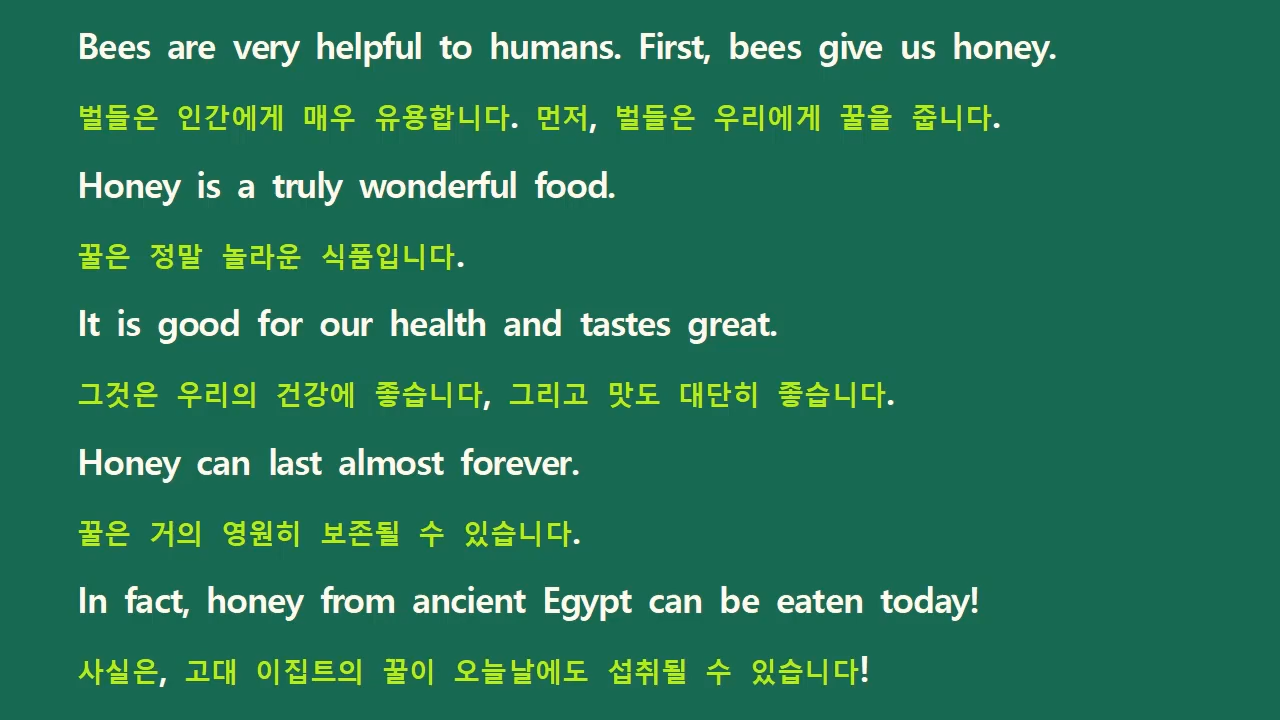 Bees are very helpful to humans. First, bees give us honey.
벌들은 인간에게 매우 유용합니다. 먼저, 벌들은 우리에게 꿀을 줍니다.
Honey is a truly wonderful food.
꿀은 정말 놀라운 식품입니다.
It is good for our health and tastes great.
그것은 우리의 건강에 좋습니다, 그리고 맛도 대단히 좋습니다.
Honey can last almost forever.
꿀은 거의 영원히 보존될 수 있습니다.
In fact, honey from ancient Egypt can be eaten today!
사실은, 고대 이집트의 꿀이 오늘날에도 섭취될 수 있습니다!